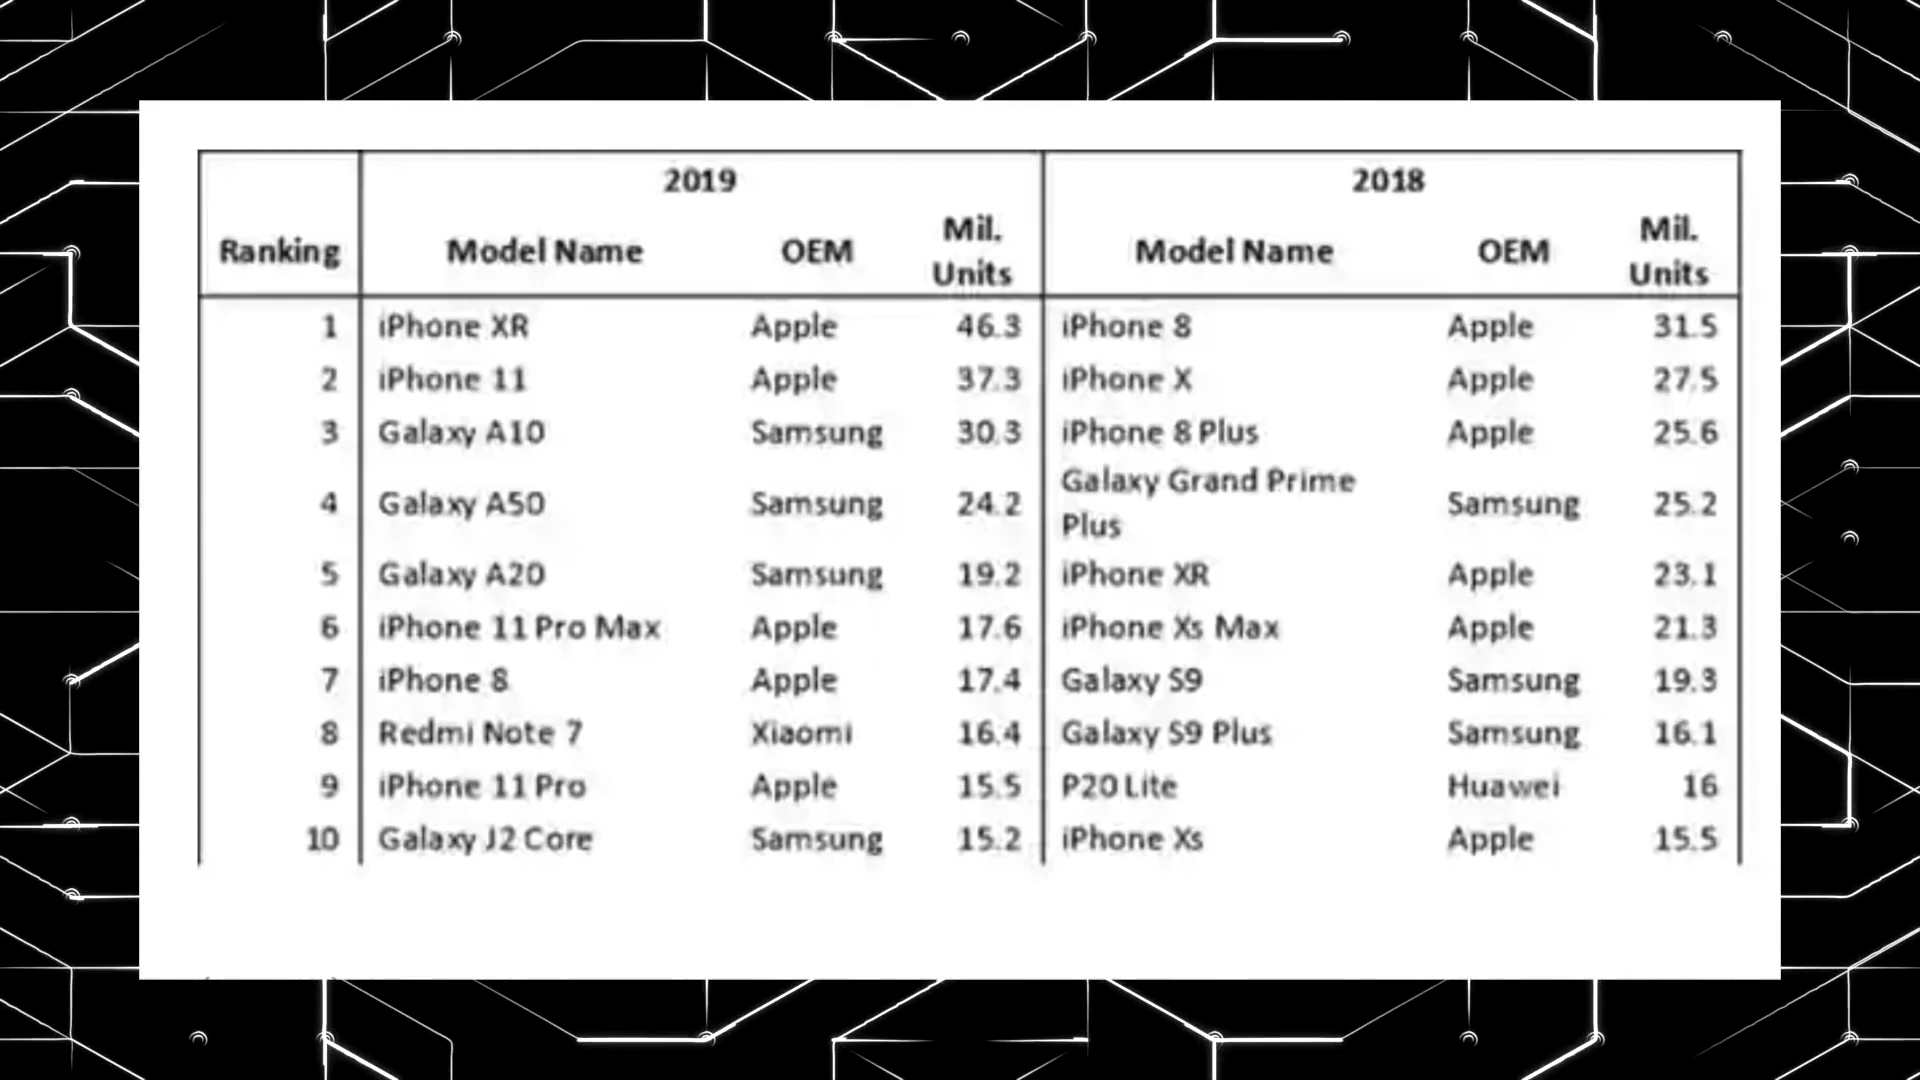 2019 2018
Ranking Model Name OEM Mil. Units Model Name OEM Mil. Units
1 iPhone XR Apple 46.3 iPhone 8 Apple 31.5
2 iPhone 11 Apple 37.3 iPhone X Apple 27.5
3 Galaxy A10 Samsung 30.3 iPhone 8 Plus Apple 25.6
4 Galaxy A50 Samsung 24.2 Galaxy Grand Prime Plus Samsung 25.2
5 Galaxy A20 Samsung 19.2 iPhone XR Apple 23.1
6 iPhone 11 Pro Max Apple 17.6 iPhone Xs Max Apple 21.3
7 iPhone 8 Apple 17.4 Galaxy S9 Samsung 19.3
8 Redmi Note 7 Xiaomi 16.4 Galaxy S9 Plus Samsung 16.1
9 iPhone 11 Pro Apple 15.5 P20 Lite Huawei 16
10 Galaxy J2 Core Samsung 15.2 iPhone Xs Apple 15.5